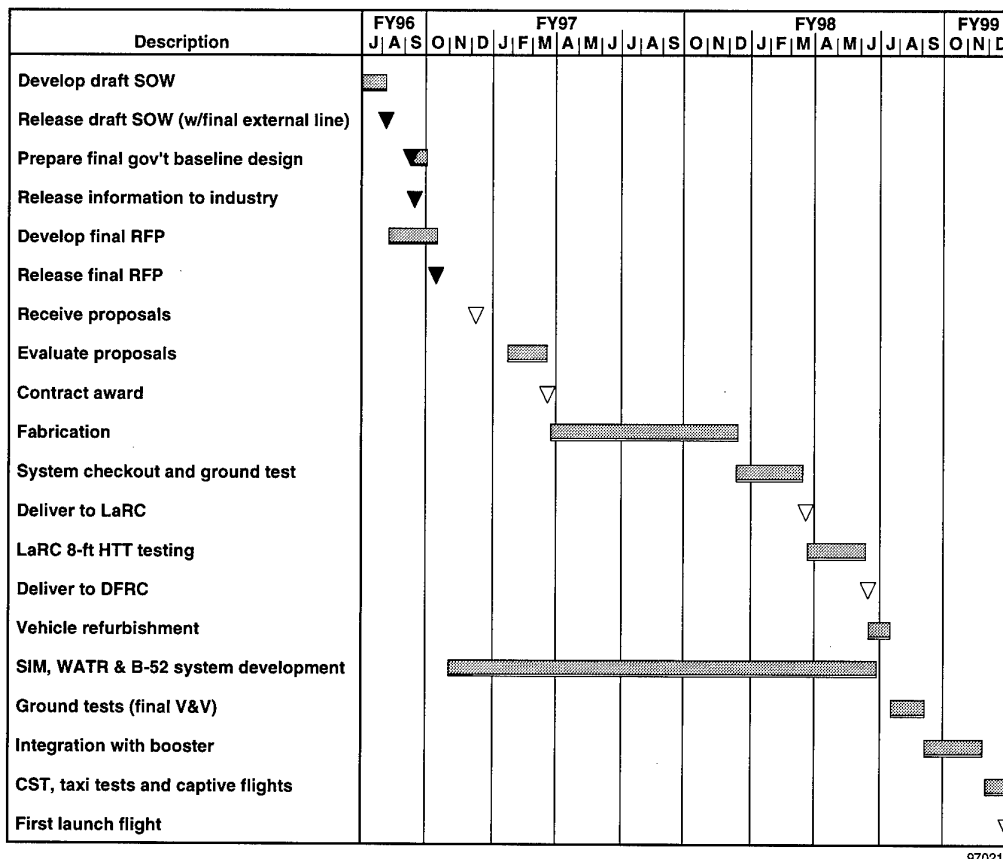 FY96 FY97 FY98 FY99
Description J A S O N D J F M A M J J A S O N D J F M A M J J A S O N D
Develop draft SOW
Release draft SOW (w/final external line)
Prepare final gov't baseline design
Release information to industry
Develop final RFP
Release final RFP
Receive proposals
Evaluate proposals
Contract award
Fabrication
System checkout and ground test
Deliver to LaRC
LaRC 8-ft HTT testing
Deliver to DFRC
Vehicle refurbishment
SIM, WATR & B-52 system development
Ground tests (final V&V)
Integration with booster
CST, taxi tests and captive flights
First launch flight